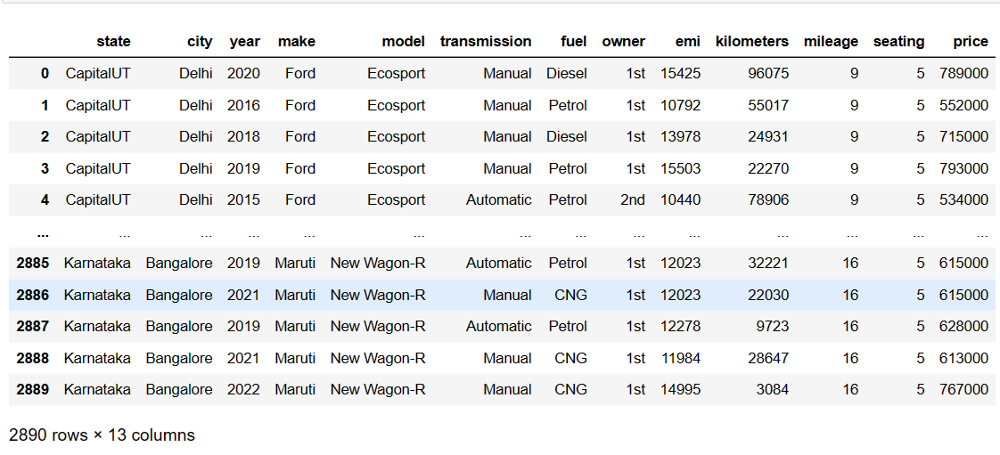 state city year make model transmission fuel owner emi kilometers mileage seating price
0 CapitalUT Delhi 2020 Ford Ecosport Manual Diesel 1st 15425 96075 9 5 789000
1 CapitalUT Delhi 2016 Ford Ecosport Manual Petrol 1st 10792 55017 9 5 552000
2 CapitalUT Delhi 2018 Ford Ecosport Manual Diesel 1st 13978 24931 9 5 715000
3 CapitalUT Delhi 2019 Ford Ecosport Manual Petrol 1st 15503 22270 9 5 793000
4 CapitalUT Delhi 2015 Ford Ecosport Automatic Petrol 2nd 10440 78906 9 5 534000
... ... ... ... ... ... ... ... ... ... ... ... ... ...
2885 Karnataka Bangalore 2019 Maruti New Wagon-R Automatic Petrol 1st 12023 32221 16 5 615000
2886 Karnataka Bangalore 2021 Maruti New Wagon-R Manual CNG 1st 12023 22030 16 5 615000
2887 Karnataka Bangalore 2019 Maruti New Wagon-R Automatic Petrol 1st 12278 9723 16 5 628000
2888 Karnataka Bangalore 2021 Maruti New Wagon-R Manual CNG 1st 11984 28647 16 5 613000
2889 Karnataka Bangalore 2022 Maruti New Wagon-R Manual CNG 1st 14995 3084 16 5 767000
2890 rows × 13 columns